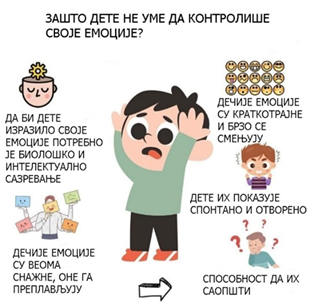 ЗАШТО ДЕТЕ НЕ УМЕ ДА КОНТРОЛИШЕ
СВОЈЕ ЕМОЦИЈЕ?
ДА БИ ДЕТЕ
ИЗРАЗИЛО СВОЈЕ
ЕМОЦИЈЕ ПОТРЕБНО
ЈЕ БИОЛОШКО И
ИНТЕЛЕКТУАЛНО
САЗРЕВАЊЕ
ДЕЧИЈЕ ЕМОЦИЈЕ
СУ ВЕОМА
СНАЖНЕ, ОНЕ ГА
ПРЕПЛАВЉУЈУ
ДЕЧИЈЕ ЕМОЦИЈЕ
СУ КРАТКОТРАЈНЕ
И БРЗО СЕ
СМЕЊУЈУ
ДЕТЕ ИХ ПОКАЗУЈЕ
СПОНТАНО И ОТВОРЕНО
СПОСОБНОСТ ДА ИХ
САОПШТИ